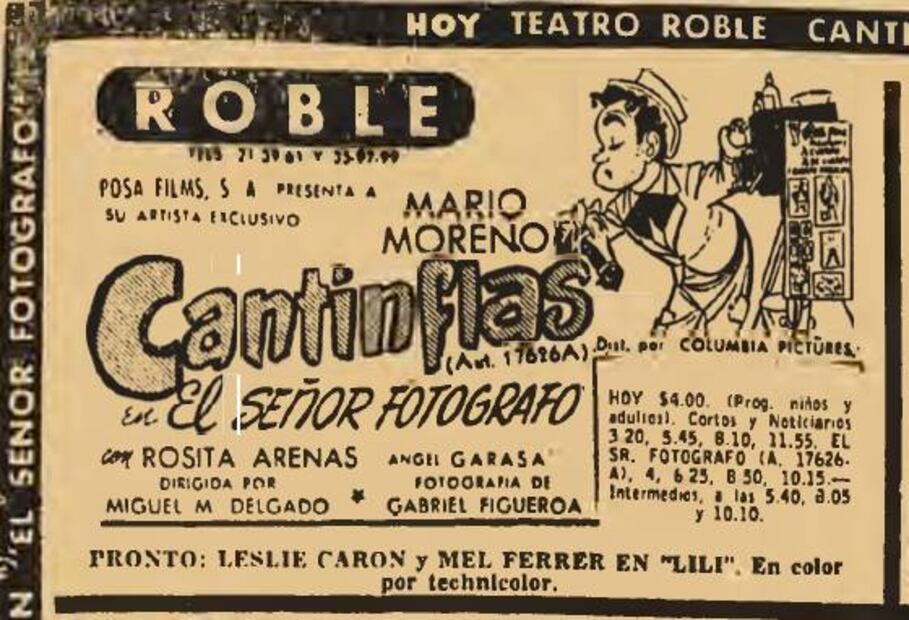 HOY TEATRO ROBLE CANTI
N "EL SEÑOR FOTOGRAFO"
ROBLE
POSA FILMS, S A PRESENTA A
SU ARTISTA EXCLUSIVO
MARIO
MORENO
Cantinflas
(Aut. 17626A)
Dist. por COLUMBIA PICTURES.
en El SEÑOR FOTOGRAFO
con ROSITA ARENAS ANGEL GARASA
DIRIGIDA POR
MIGUEL M DELGADO
FOTOGRAFIA DE
GABRIEL FIGUEROA
HOY $4.00. (Prog. niños y
adultos). Cortos y Noticiarios
3 20, 5.45, 8.10, 11.55. EL
SR. FOTOGRAFO (A. 17626-
A), 4, 6 25, 8 50, 10.15.—
Intermedios, a las 5.40, 8.05
y 10.10.
PRONTO: LESLIE CARON y MEL FERRER EN "LILI". En color
por technicolor.